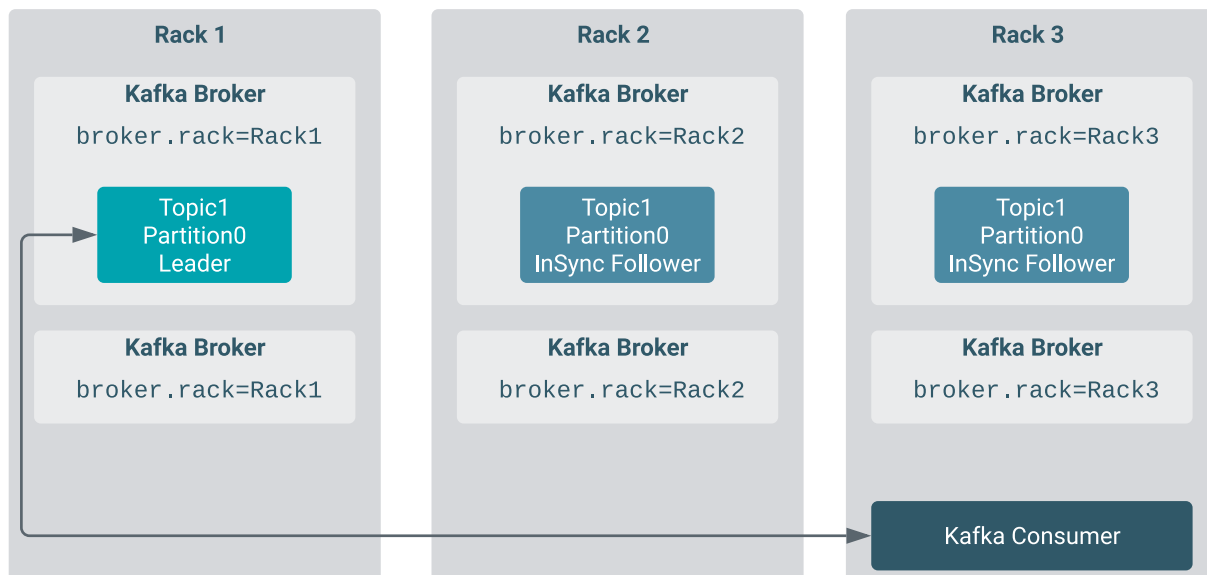 Rack 1
Kafka Broker
broker.rack=Rack1
Topic1
Partition0
Leader
Kafka Broker
broker.rack=Rack1
Rack 2
Kafka Broker
broker.rack=Rack2
Topic1
Partition0
InSync Follower
Kafka Broker
broker.rack=Rack2
Rack 3
Kafka Broker
broker.rack=Rack3
Topic1
Partition0
InSync Follower
Kafka Broker
broker.rack=Rack3
Kafka Consumer